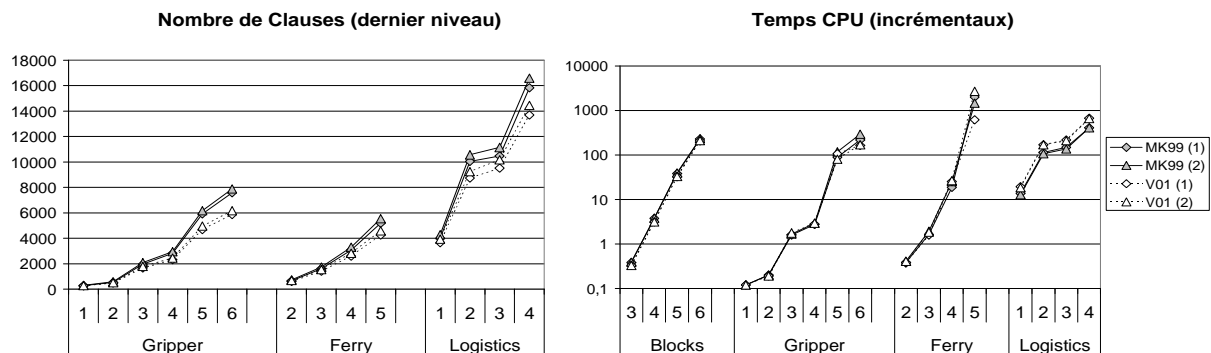 Nombre de Clauses (dernier niveau)
18000
16000
14000
12000
10000
8000
6000
4000
2000
0
1 2 3 4 5 6 2 3 4 5 1 2 3 4
Gripper Ferry Logistics
Temps CPU (incrémentaux)
10000
1000
100
10
1
0,1
3 4 5 6 1 2 3 4 5 6 2 3 4 5 1 2 3 4
Blocks Gripper Ferry Logistics
MK99 (1)
MK99 (2)
V01 (1)
V01 (2)